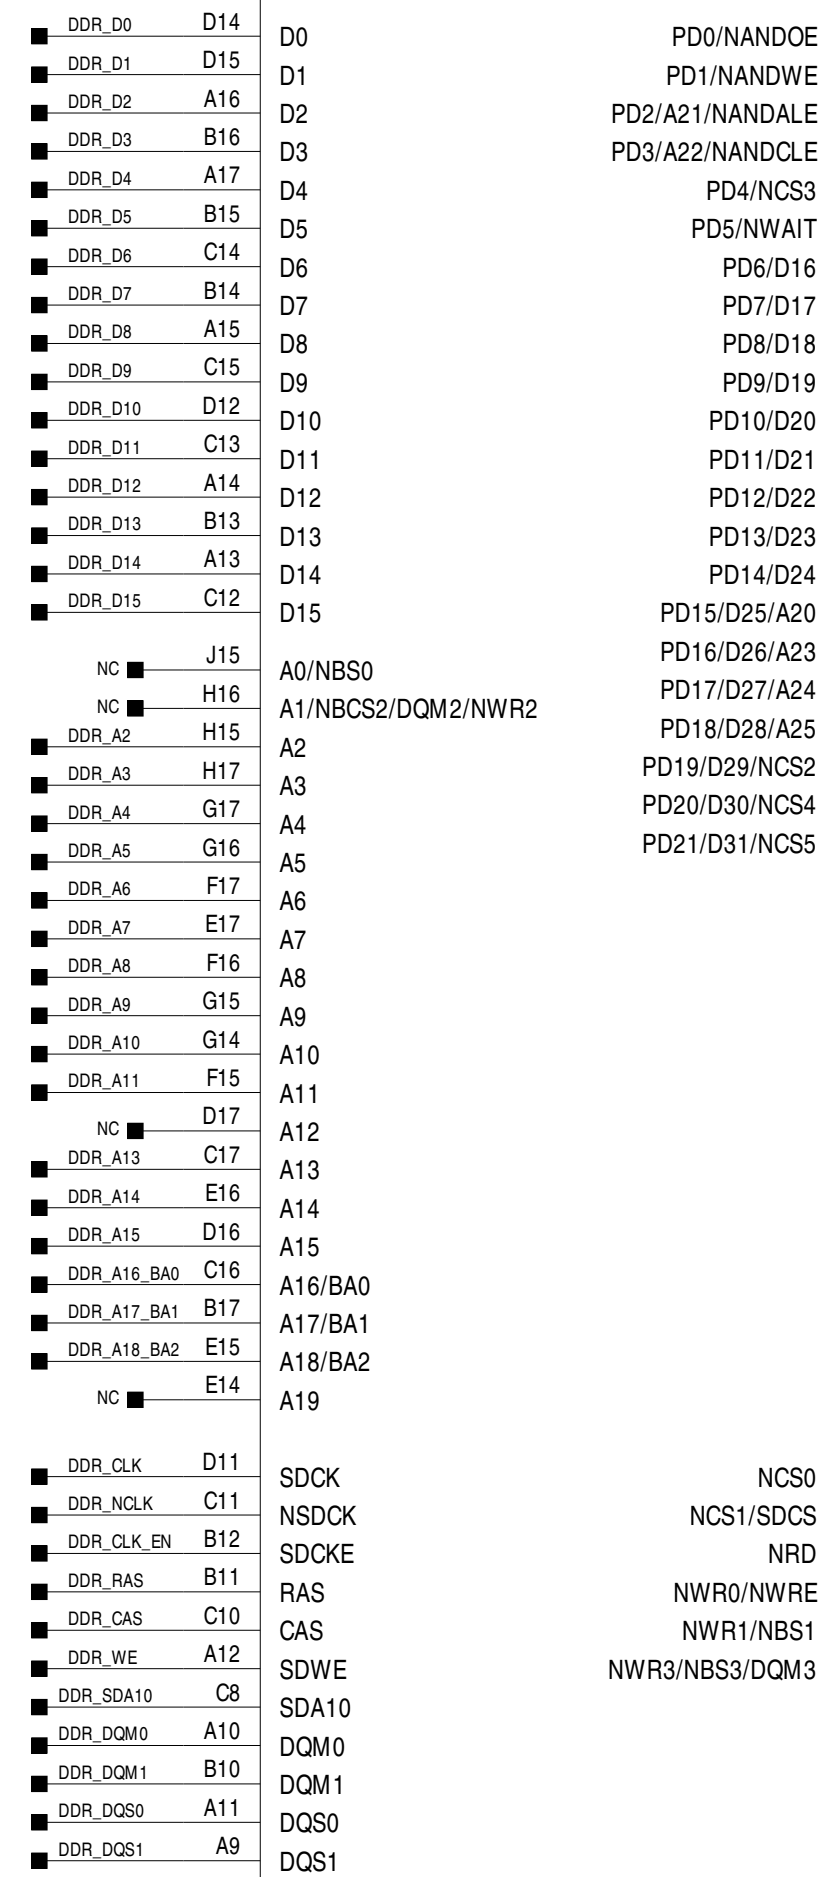 DDR_D0 D14 D0 PD0/NANDOE
DDR_D1 D15 D1 PD1/NANDWE
DDR_D2 A16 D2 PD2/A21/NANDALE
DDR_D3 B16 D3 PD3/A22/NANDCLE
DDR_D4 A17 D4 PD4/NCS3
DDR_D5 B15 D5 PD5/NWAIT
DDR_D6 C14 D6 PD6/D16
DDR_D7 B14 D7 PD7/D17
DDR_D8 A15 D8 PD8/D18
DDR_D9 C15 D9 PD9/D19
DDR_D10 D12 D10 PD10/D20
DDR_D11 C13 D11 PD11/D21
DDR_D12 A14 D12 PD12/D22
DDR_D13 B13 D13 PD13/D23
DDR_D14 A13 D14 PD14/D24
DDR_D15 C12 D15 PD15/D25/A20
NC J15 A0/NBS0 PD16/D26/A23
NC H16 A1/NBCS2/DQM2/NWR2 PD17/D27/A24
DDR_A2 H15 A2 PD18/D28/A25
DDR_A3 H17 A3 PD19/D29/NCS2
DDR_A4 G17 A4 PD20/D30/NCS4
DDR_A5 G16 A5 PD21/D31/NCS5
DDR_A6 F17 A6
DDR_A7 E17 A7
DDR_A8 F16 A8
DDR_A9 G15 A9
DDR_A10 G14 A10
DDR_A11 F15 A11
NC D17 A12
DDR_A13 C17 A13
DDR_A14 E16 A14
DDR_A15 D16 A15
DDR_A16_BA0 C16 A16/BA0
DDR_A17_BA1 B17 A17/BA1
DDR_A18_BA2 E15 A18/BA2
NC E14 A19
DDR_CLK D11 SDCK NCS0
DDR_NCLK C11 NSDCK NCS1/SDCS
DDR_CLK_EN B12 SDCKE NRD
DDR_RAS B11 RAS NWR0/NWRE
DDR_CAS C10 CAS NWR1/NBS1
DDR_WE A12 SDWE NWR3/NBS3/DQM3
DDR_SDA10 C8 SDA10
DDR_DQM0 A10 DQM0
DDR_DQM1 B10 DQM1
DDR_DQS0 A11 DQS0
DDR_DQS1 A9 DQS1